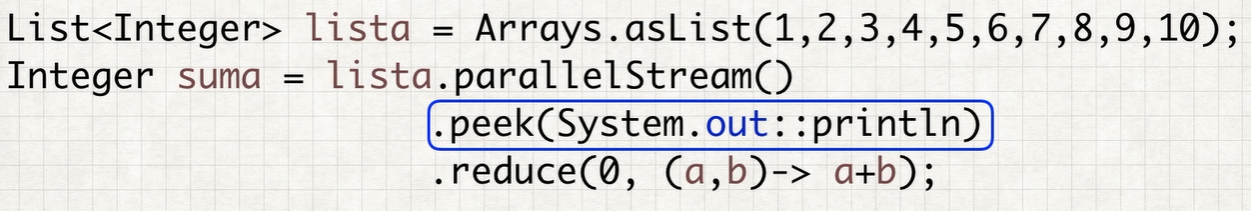 List<Integer> lista = Arrays.asList(1,2,3,4,5,6,7,8,9,10);
Integer suma = lista.parallelStream()
.peek(System.out::println)
.reduce(0, (a,b)-> a+b);